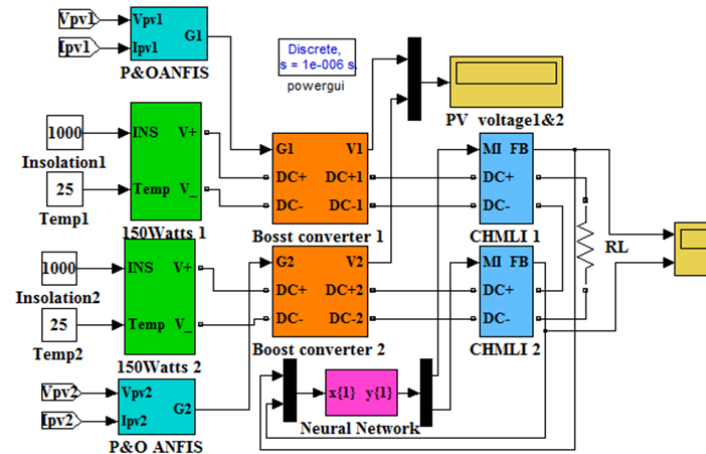 Vpv1
Ipv1
Vpv1
Ipv1
G1
P&OANFIS
Discrete,
s = 1e-006 s.
powergui
PV voltage1&2
1000
Insolation1
25
Temp1
INS V+
Temp V_
150Watts 1
G1 V1
DC+ DC+1
DC- DC-1
Bosst converter 1
MI FB
DC+
DC-
CHMLI 1
RL
1000
Insolation2
25
Temp2
INS V+
Temp V_
150Watts 2
G2 V2
DC+ DC+2
DC- DC-2
Boost converter 2
MI FB
DC+
DC-
CHMLI 2
Vpv2
Ipv2
Vpv2
Ipv2
G2
P&O ANFIS
x{1} y{1}
Neural Network